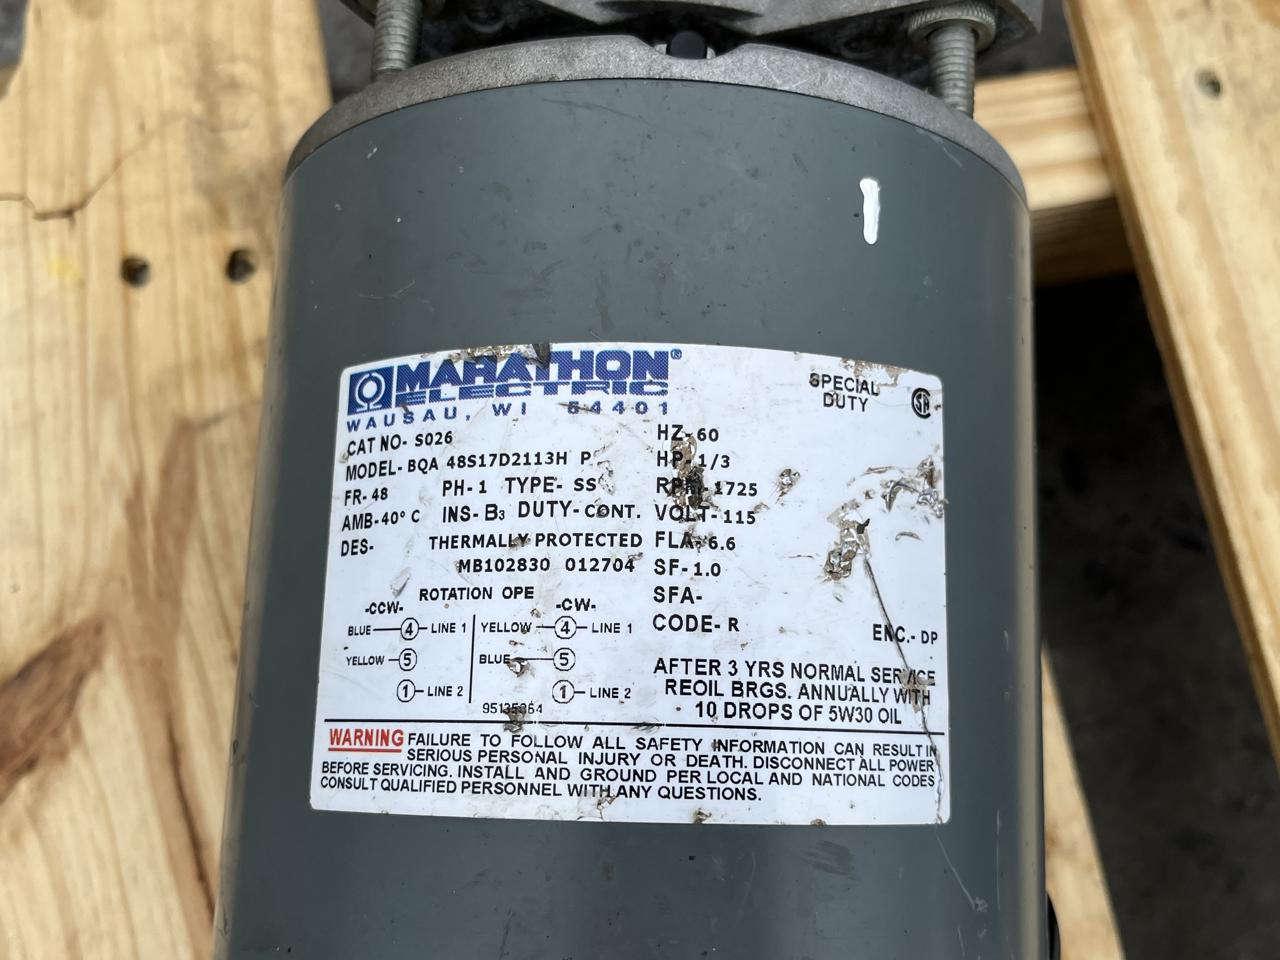 MARATHON®
ELECTRIC
WAUSAU, WI 54401
SPECIAL
DUTY
CAT NO- S026
HZ-60
MODEL- BQA 48S17D2113H P
HP-1/3
FR-48 PH-1 TYPE- SS
RPM-1725
AMB-40° C INS-B3 DUTY-CONT.
VOLT-115
DES- THERMALLY PROTECTED
FLA-6.6
MB102830 012704
SF-1.0
ROTATION OPE
SFA-
-CCW- -CW-
CODE-R
BLUE 4 LINE 1 YELLOW 4 LINE 1
ENC.-DP
YELLOW 5 BLUE 5
1 LINE 2 1 LINE 2
AFTER 3 YRS NORMAL SERVICE
REOIL BRGS. ANNUALLY WITH
10 DROPS OF 5W30 OIL
WARNING FAILURE TO FOLLOW ALL SAFETY INFORMATION CAN RESULT IN
SERIOUS PERSONAL INJURY OR DEATH. DISCONNECT ALL POWER
BEFORE SERVICING. INSTALL AND GROUND PER LOCAL AND NATIONAL CODES
CONSULT QUALIFIED PERSONNEL WITH ANY QUESTIONS.